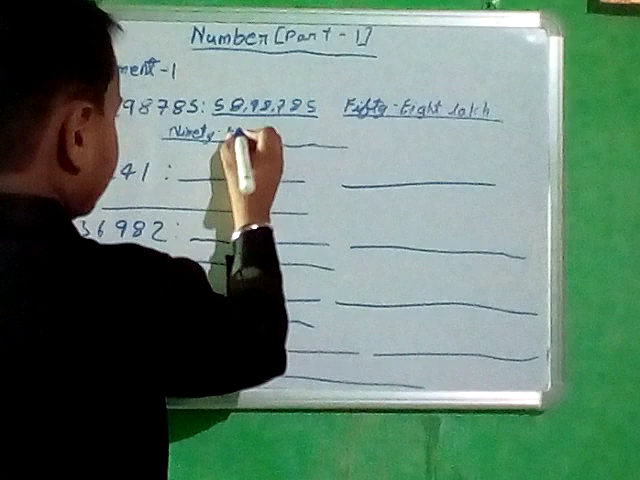 Number [Part - 1]
ment - 1
98785: 58,98,785 Fifty-Eight lakh
Ninety-
41 :
36982 :